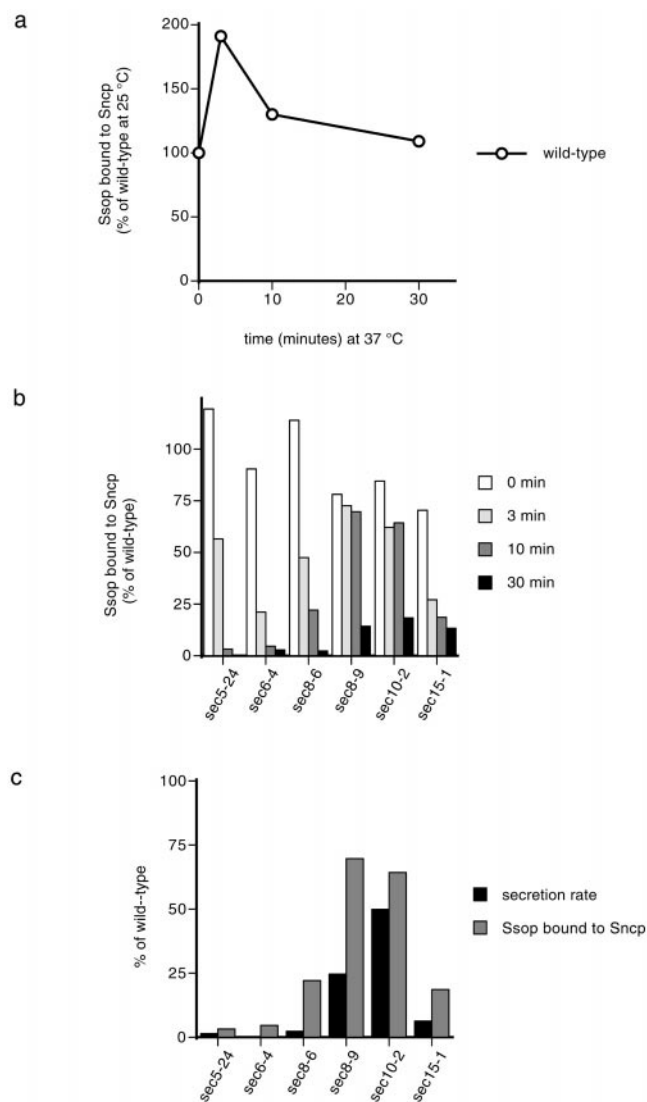 a
Ssop bound to Sncp
(% of wild-type at 25 °C)
200
150
100
50
0
0 10 20 30
time (minutes) at 37 °C
wild-type
b
Ssop bound to Sncp
(% of wild-type)
100
75
50
25
0
sec5-24 sec6-4 sec8-6 sec8-9 sec10-2 sec15-1
0 min
3 min
10 min
30 min
c
% of wild--type
100
75
50
25
0
sec5-24 sec6-4 sec8-6 sec8-9 sec10-2 sec15-1
secretion rate
Ssop bound to Sncp